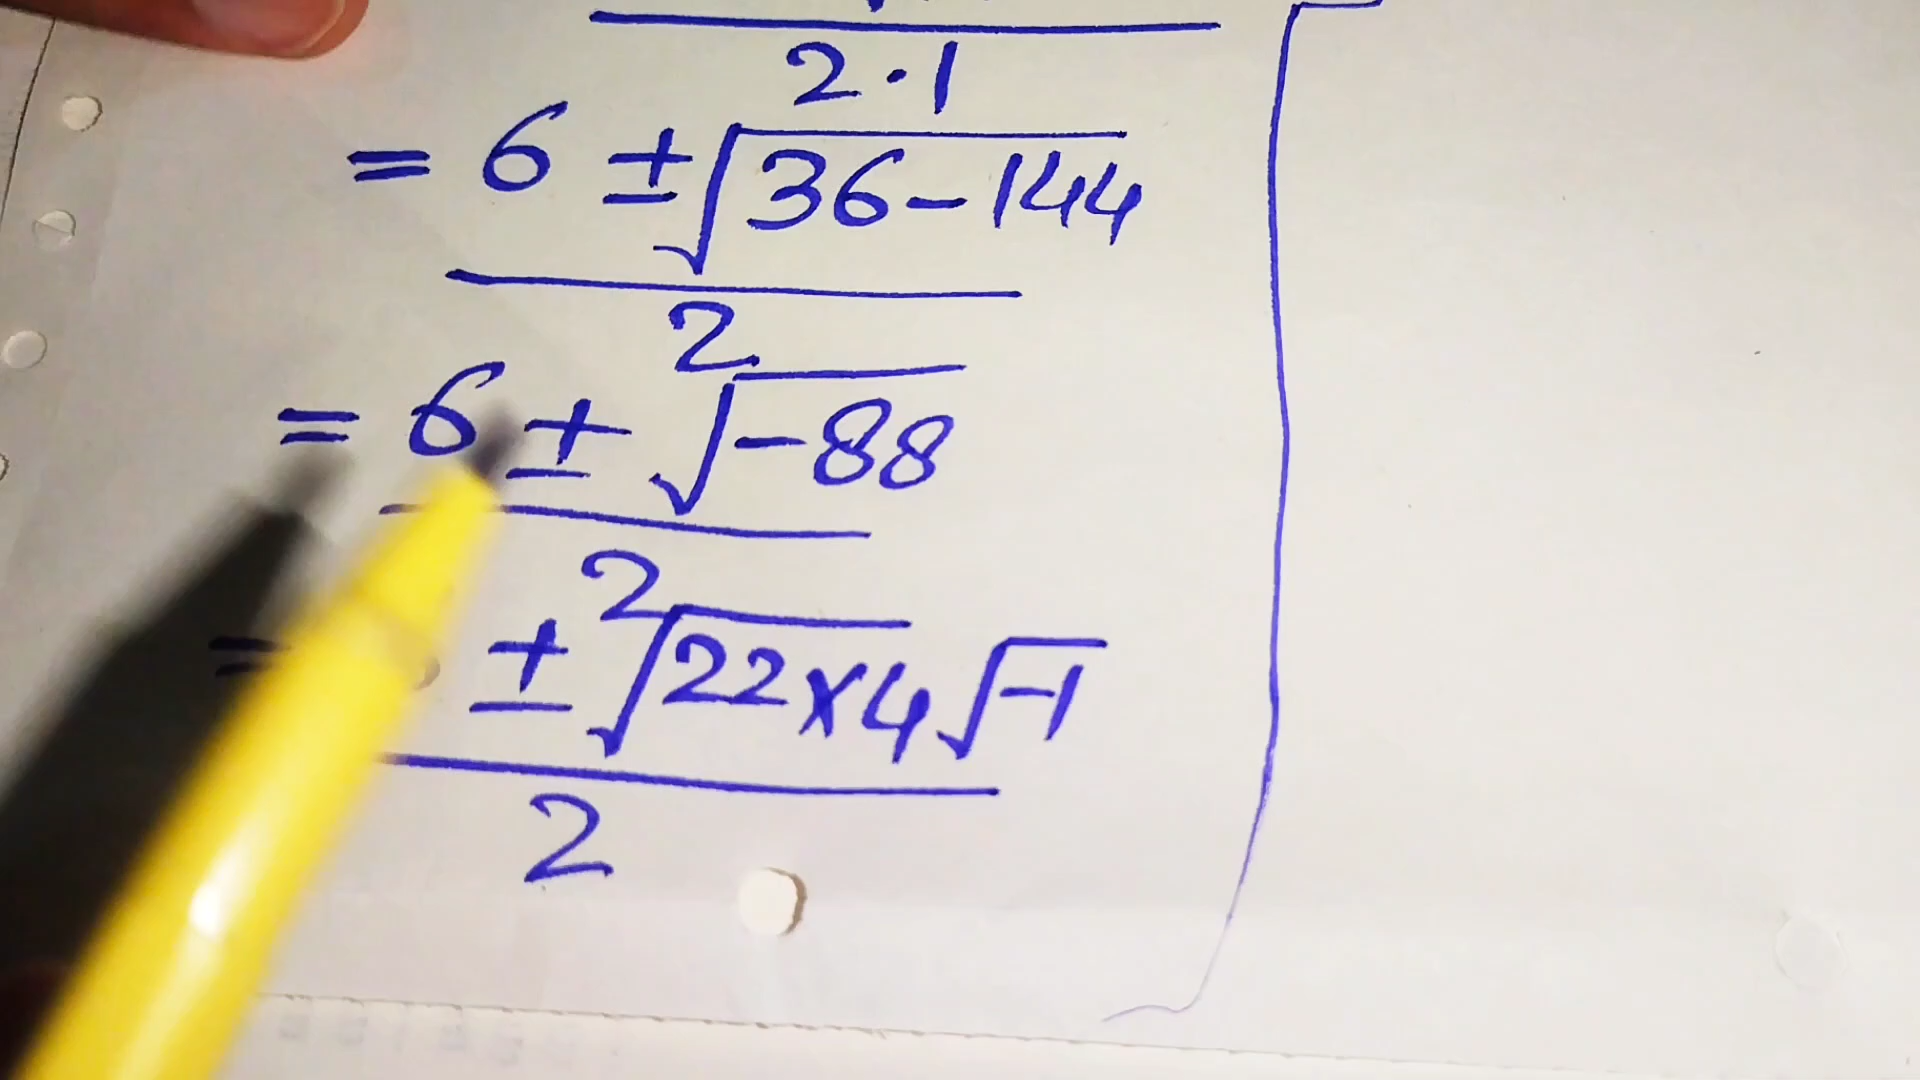 2·1
= 6 ± √36-144
2
= 6 ± √-88
2
= ± √22×4 √-1
2